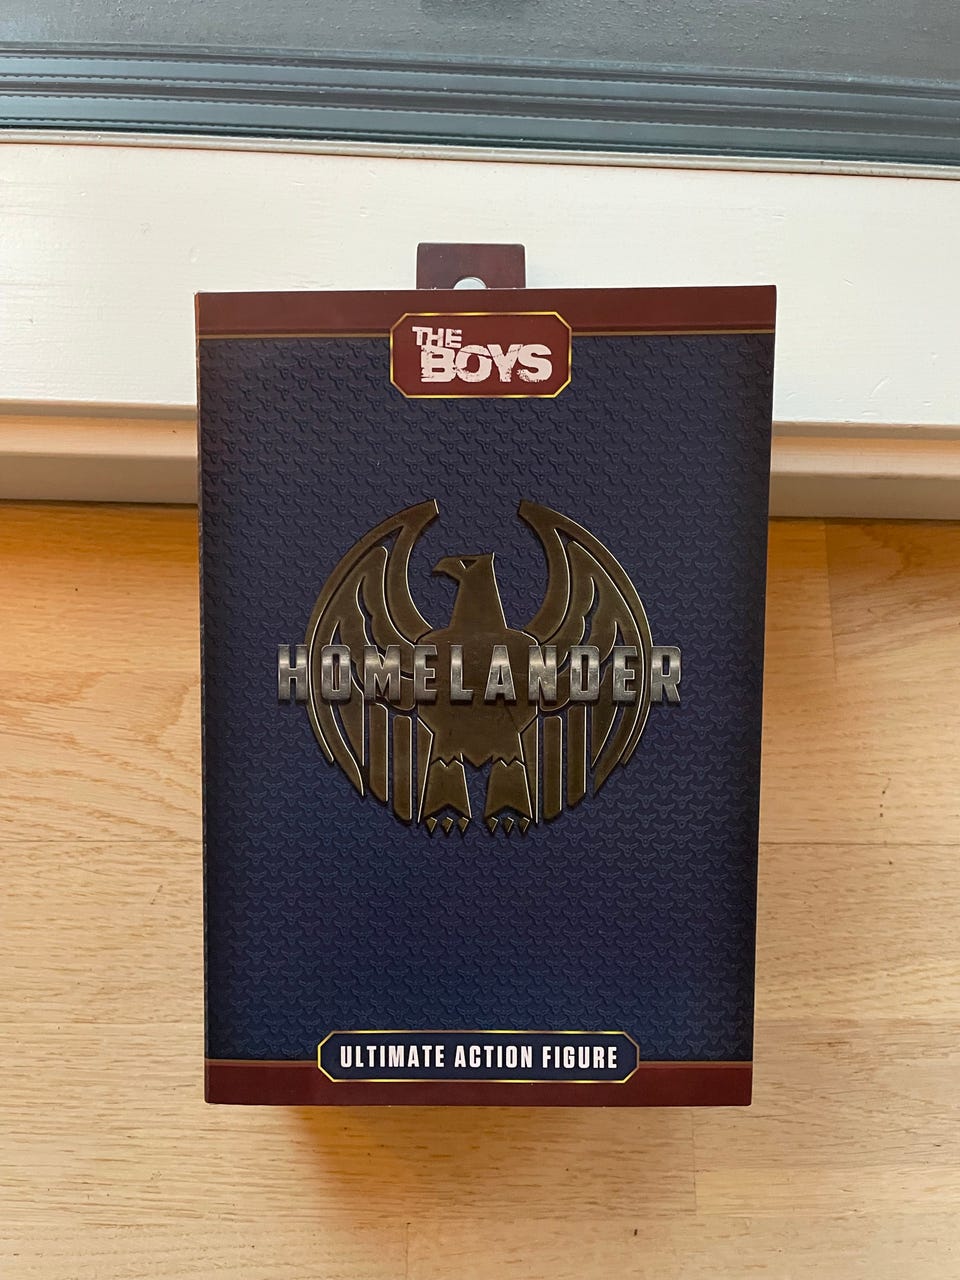 THE
BOYS
HOMELANDER
ULTIMATE ACTION FIGURE